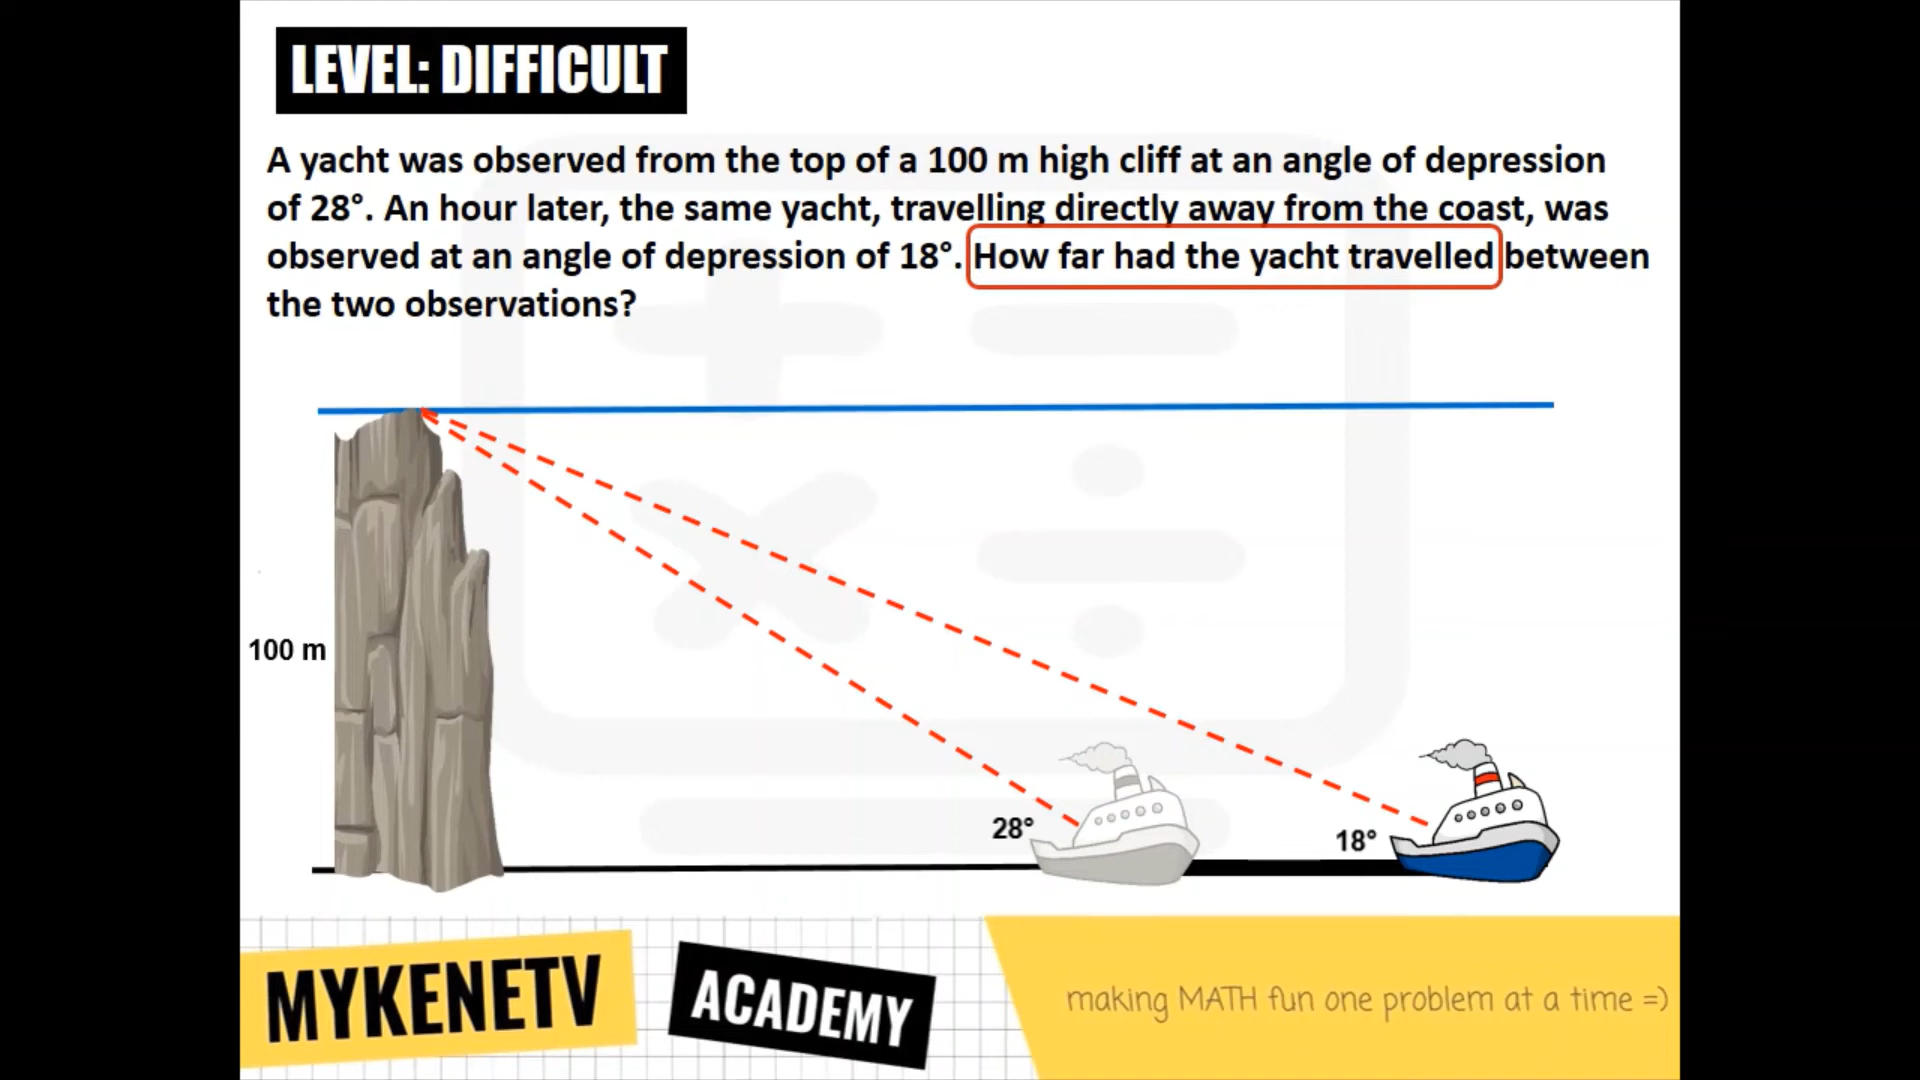 LEVEL: DIFFICULT
A yacht was observed from the top of a 100 m high cliff at an angle of depression
of 28°. An hour later, the same yacht, travelling directly away from the coast, was
observed at an angle of depression of 18°. How far had the yacht travelled between
the two observations?
100 m
28°
18°
MYKENETV
ACADEMY
making MATH fun one problem at a time =)